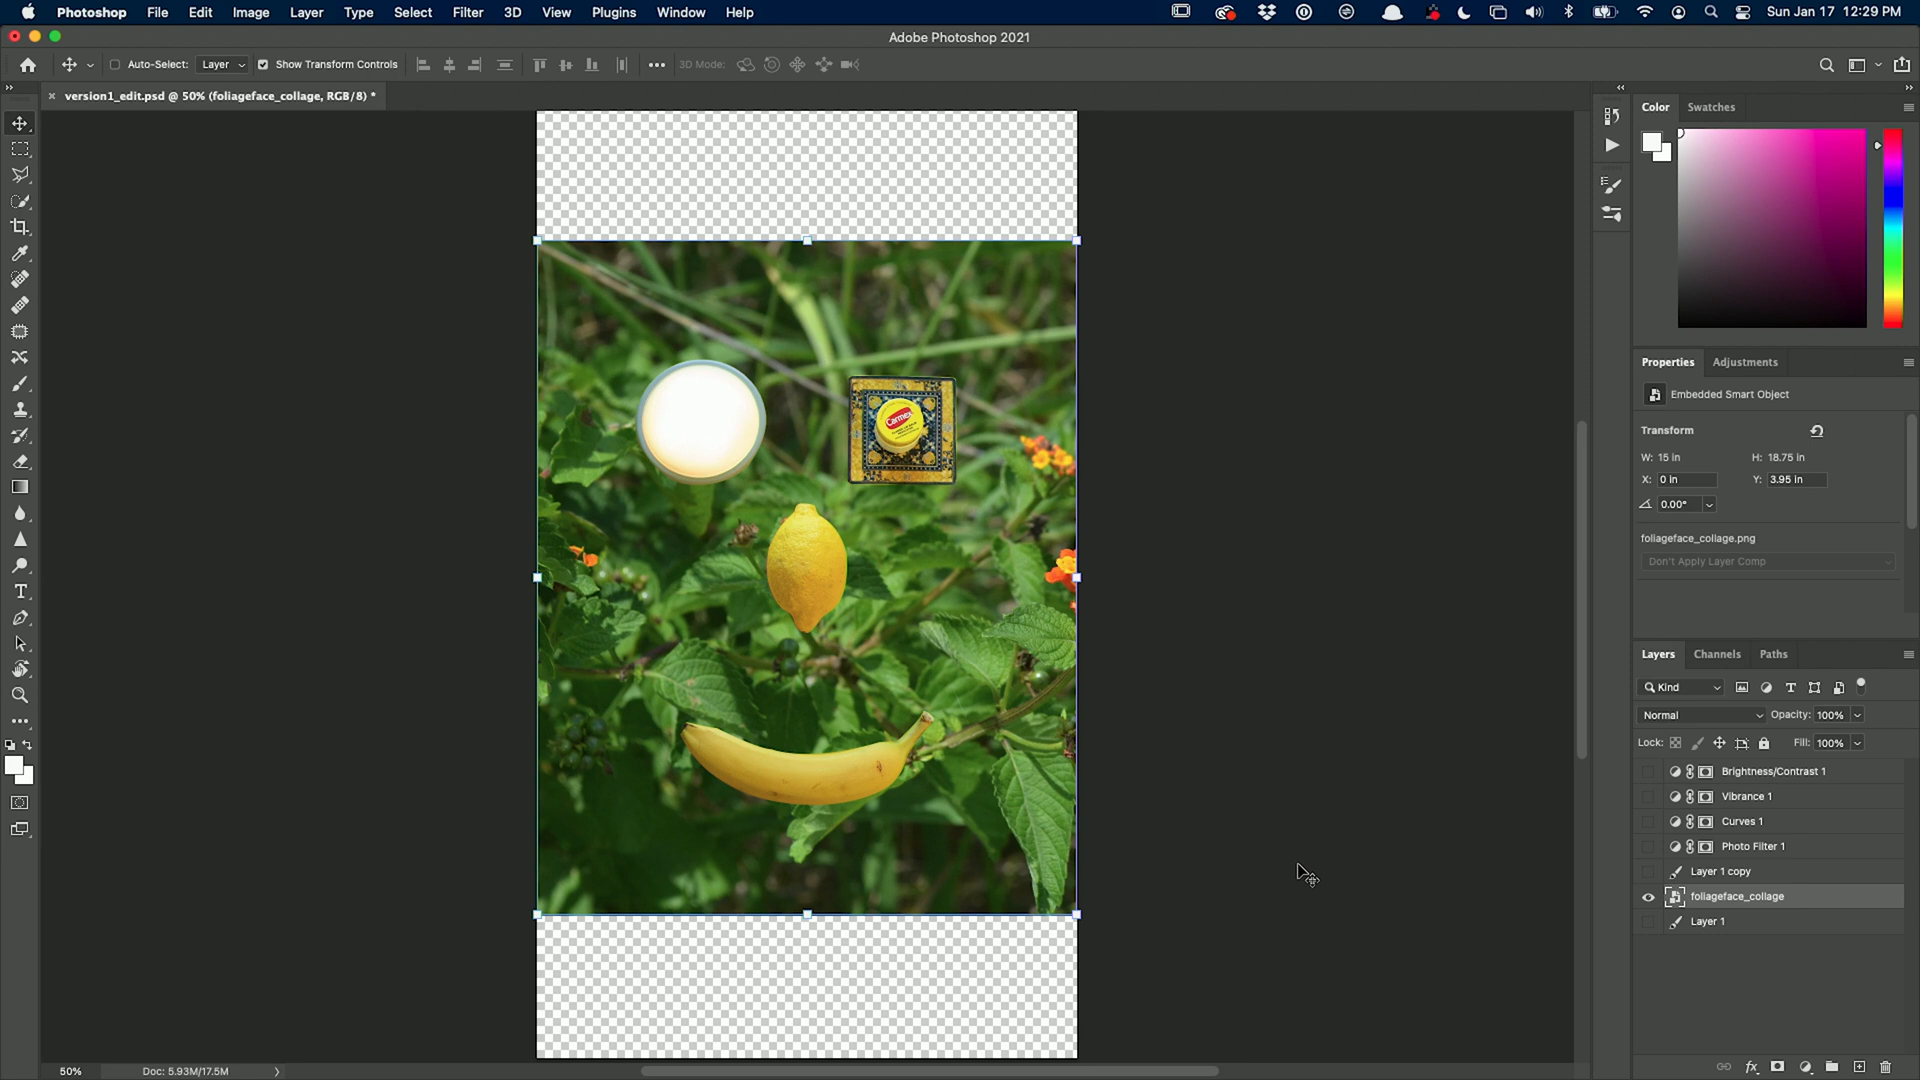 Photoshop File Edit Image Layer Type Select Filter 3D View Plugins Window Help Sun Jan 17 12:29 PM
Adobe Photoshop 2021
Auto-Select: Layer Show Transform Controls 3D Mode:
version1_edit.psd @ 50% (foliageface_collage, RGB/8) *
Color Swatches
Properties Adjustments
Embedded Smart Object
Transform
W: 15 in H: 18.75 in
X: 0 in Y: 3.95 in
0.00°
foliageface_collage.png
Don't Apply Layer Comp
Carmex
Layers Channels Paths
Kind
Normal Opacity: 100%
Lock: Fill: 100%
Brightness/Contrast 1
Vibrance 1
Curves 1
Photo Filter 1
Layer 1 copy
foliageface_collage
Layer 1
50% Doc: 5.93M/17.5M